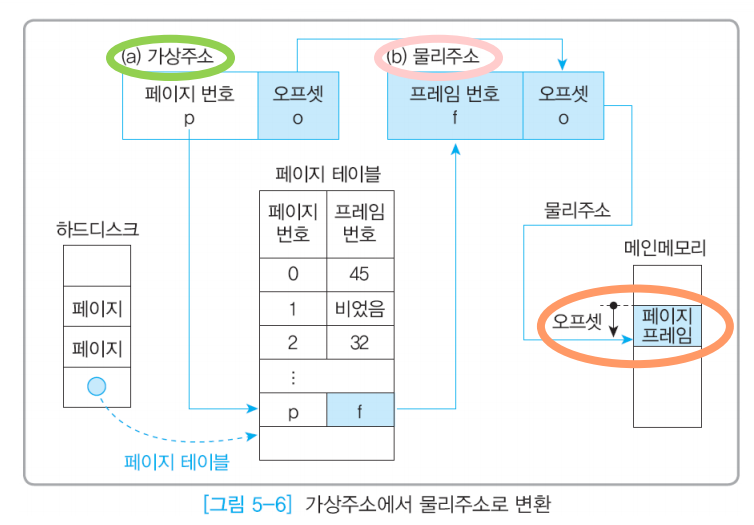 (a) 가상주소
(b) 물리주소
페이지 번호
p
오프셋
o
프레임 번호
f
오프셋
o
페이지 테이블
페이지
번호
프레임
번호
0 45
1 비었음
2 32
⋮
p f
하드디스크
페이지
페이지
페이지 테이블
물리주소
메인메모리
오프셋
페이지
프레임
[그림 5-6] 가상주소에서 물리주소로 변환